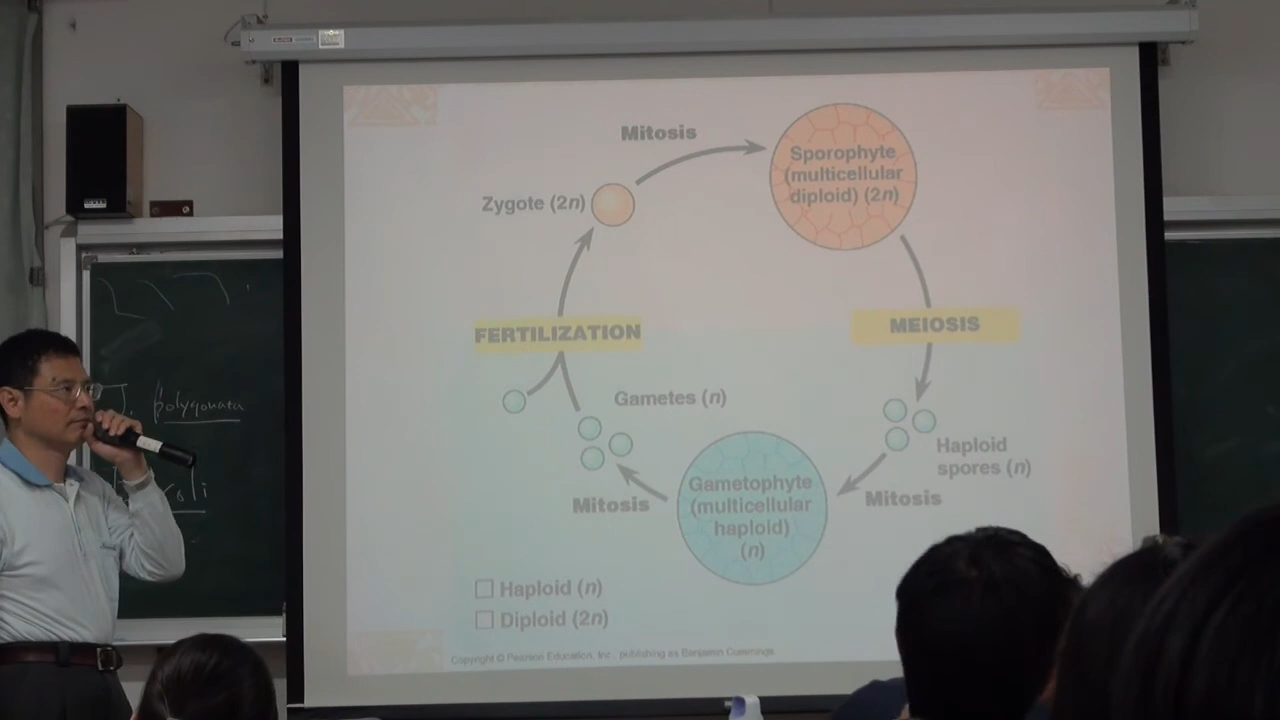 Mitosis
Sporophyte
(multicellular
diploid) (2n)
Zygote (2n)
FERTILIZATION
MEIOSIS
Gametes (n)
Haploid
spores (n)
Mitosis
Gametophyte
(multicellular
haploid)
(n)
Mitosis
Haploid (n)
Diploid (2n)
Copyright © Pearson Education, Inc., publishing as Benjamin Cummings.
polygonata